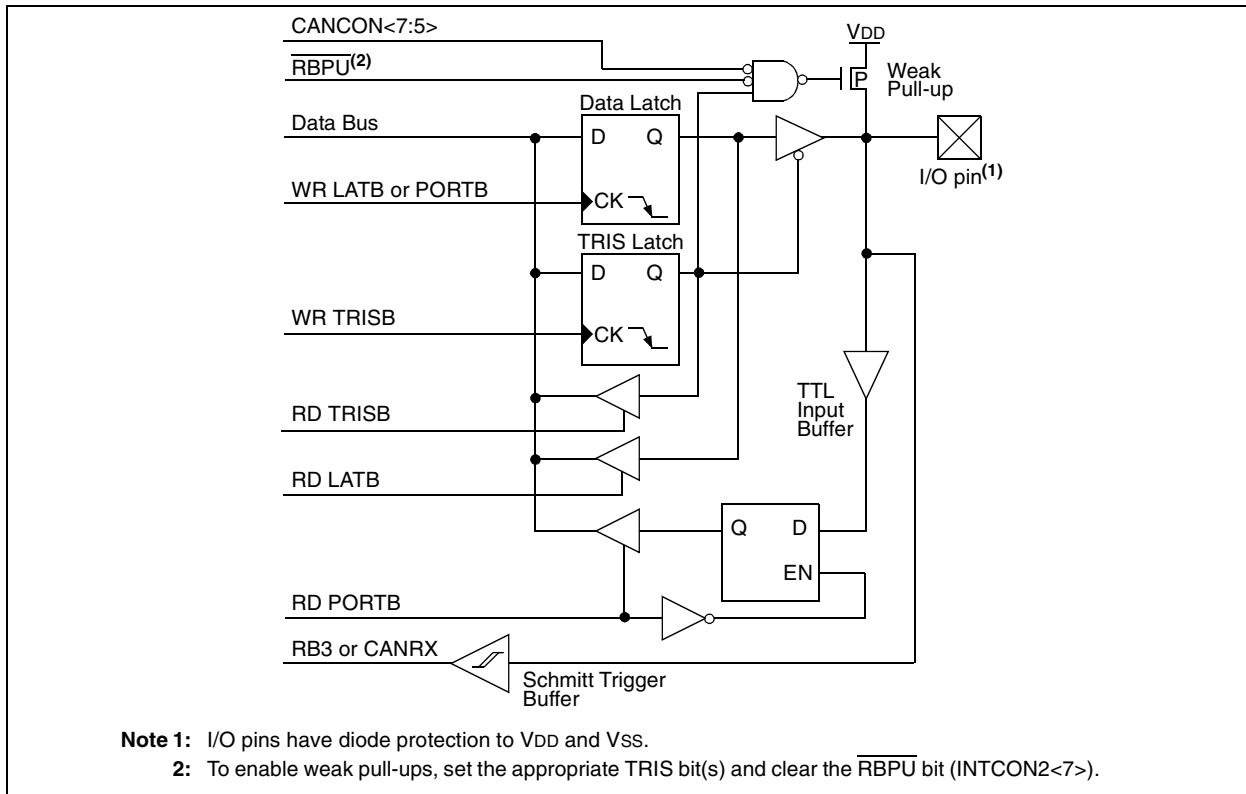 CANCON<7:5>
RBPU(2)
Data Bus
WR LATB or PORTB
WR TRISB
RD TRISB
RD LATB
RD PORTB
RB3 or CANRX
Data Latch
D Q
CK
TRIS Latch
D Q
CK
VDD
P
Weak
Pull-up
I/O pin(1)
TTL
Input
Buffer
Q D
EN
Schmitt Trigger
Buffer
Note 1: I/O pins have diode protection to VDD and VSS.
2: To enable weak pull-ups, set the appropriate TRIS bit(s) and clear the RBPU bit (INTCON2<7>).